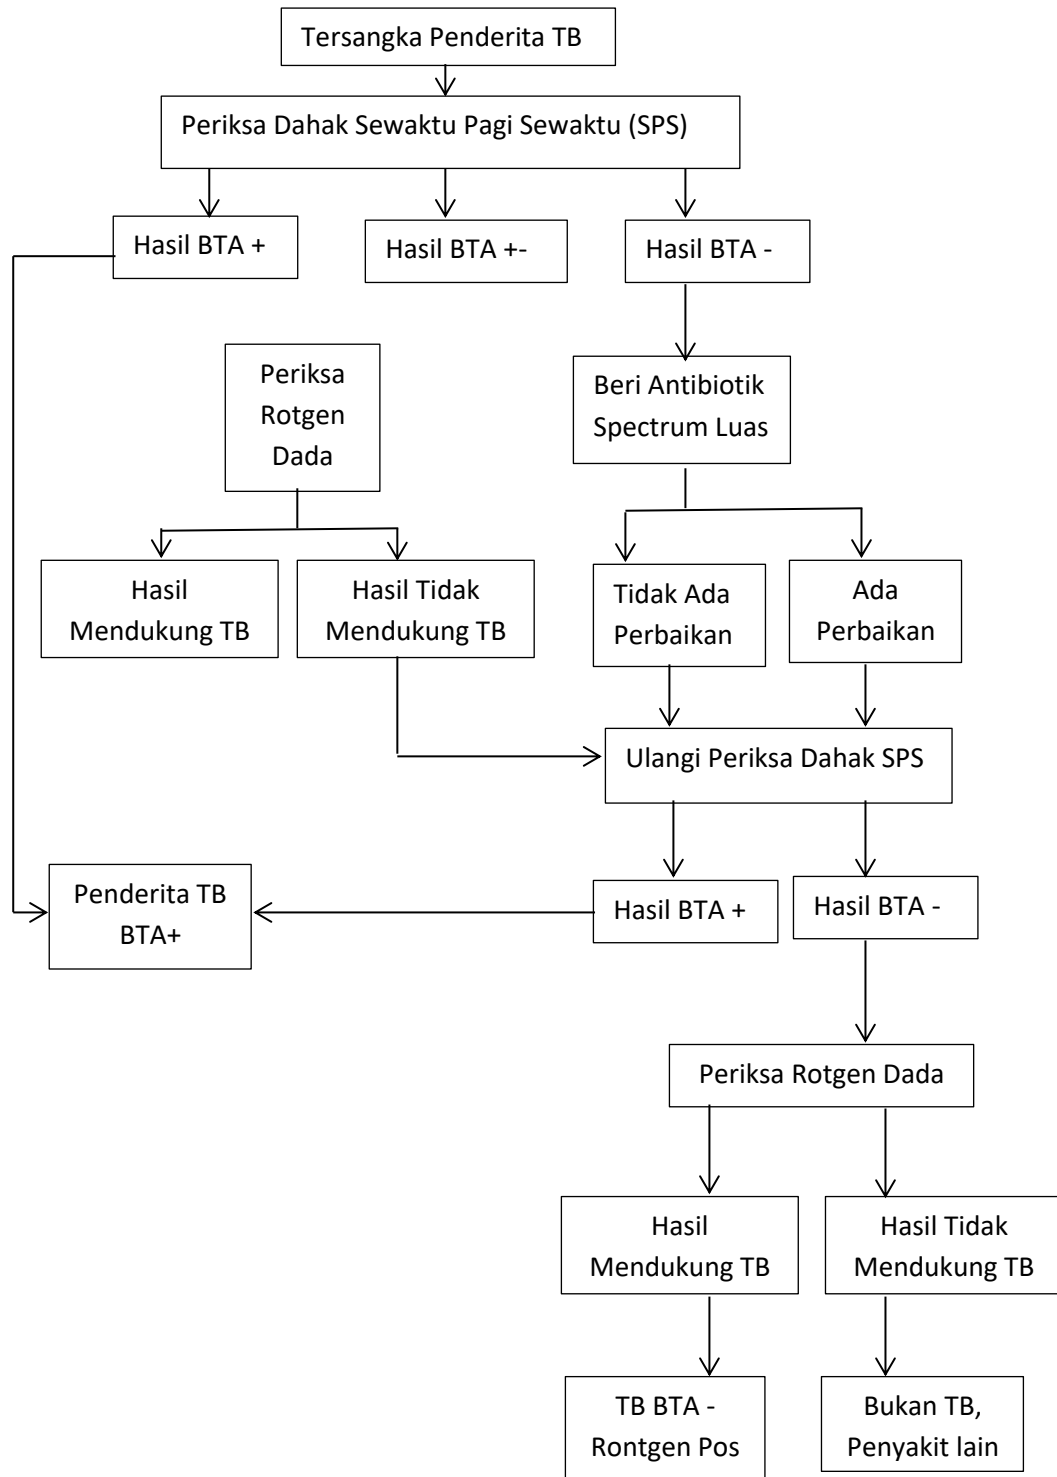 Tersangka Penderita TB
Periksa Dahak Sewaktu Pagi Sewaktu (SPS)
Hasil BTA +
Hasil BTA +-
Hasil BTA -
Periksa
Rotgen
Dada
Beri Antibiotik
Spectrum Luas
Hasil
Mendukung TB
Hasil Tidak
Mendukung TB
Tidak Ada
Perbaikan
Ada
Perbaikan
Ulangi Periksa Dahak SPS
Penderita TB
BTA+
Hasil BTA +
Hasil BTA -
Periksa Rotgen Dada
Hasil
Mendukung TB
Hasil Tidak
Mendukung TB
TB BTA -
Rontgen Pos
Bukan TB,
Penyakit lain